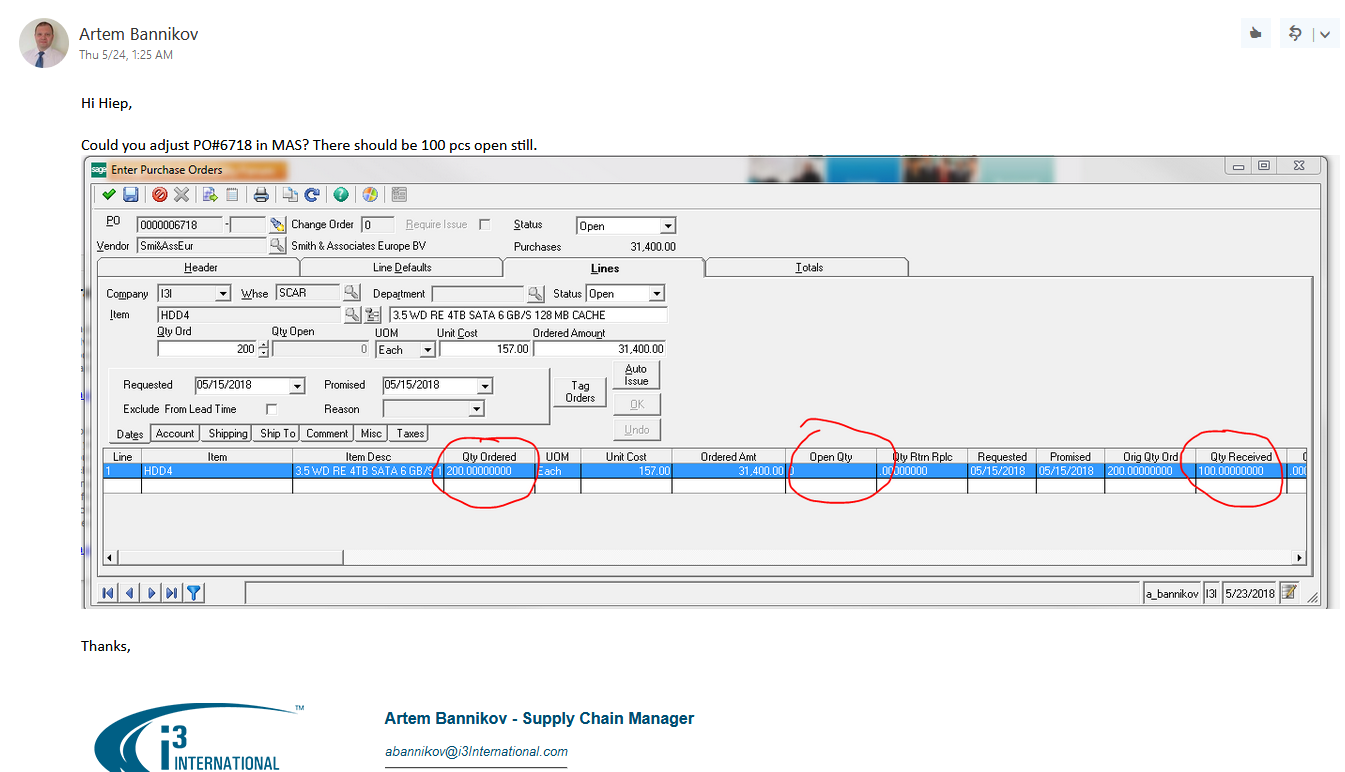 Artem Bannikov
Thu 5/24, 1:25 AM
Hi Hiep,
Could you adjust PO#6718 in MAS? There should be 100 pcs open still.
sage Enter Purchase Orders
PO 0000006718 - Change Order 0 Require Issue Status Open
Vendor Smi&AssEur Smith & Associates Europe BV Purchases 31,400.00
Header Line Defaults Lines Totals
Company I3I Whse SCAR Department Status Open
Item HDD4 3.5 WD RE 4TB SATA 6 GB/S 128 MB CACHE
Qty Ord Qty Open UOM Unit Cost Ordered Amount
200 0 Each 157.00 31,400.00
Requested 05/15/2018 Promised 05/15/2018 Tag Orders Auto Issue
Exclude From Lead Time Reason OK
Undo
Dates Account Shipping Ship To Comment Misc Taxes
Line Item Item Desc Qty Ordered UOM Unit Cost Ordered Amt Open Qty Qty Rtrn Rplc Requested Promised Orig Qty Ord Qty Received
1 HDD4 3.5 WD RE 4TB SATA 6 GB/S 1 200.00000000 Each 157.00 31,400.00 0 .00000000 05/15/2018 05/15/2018 200.00000000 100.00000000 .000
a_bannikov I3I 5/23/2018
Thanks,
i3 INTERNATIONAL ™
Artem Bannikov - Supply Chain Manager
abannikov@i3International.com